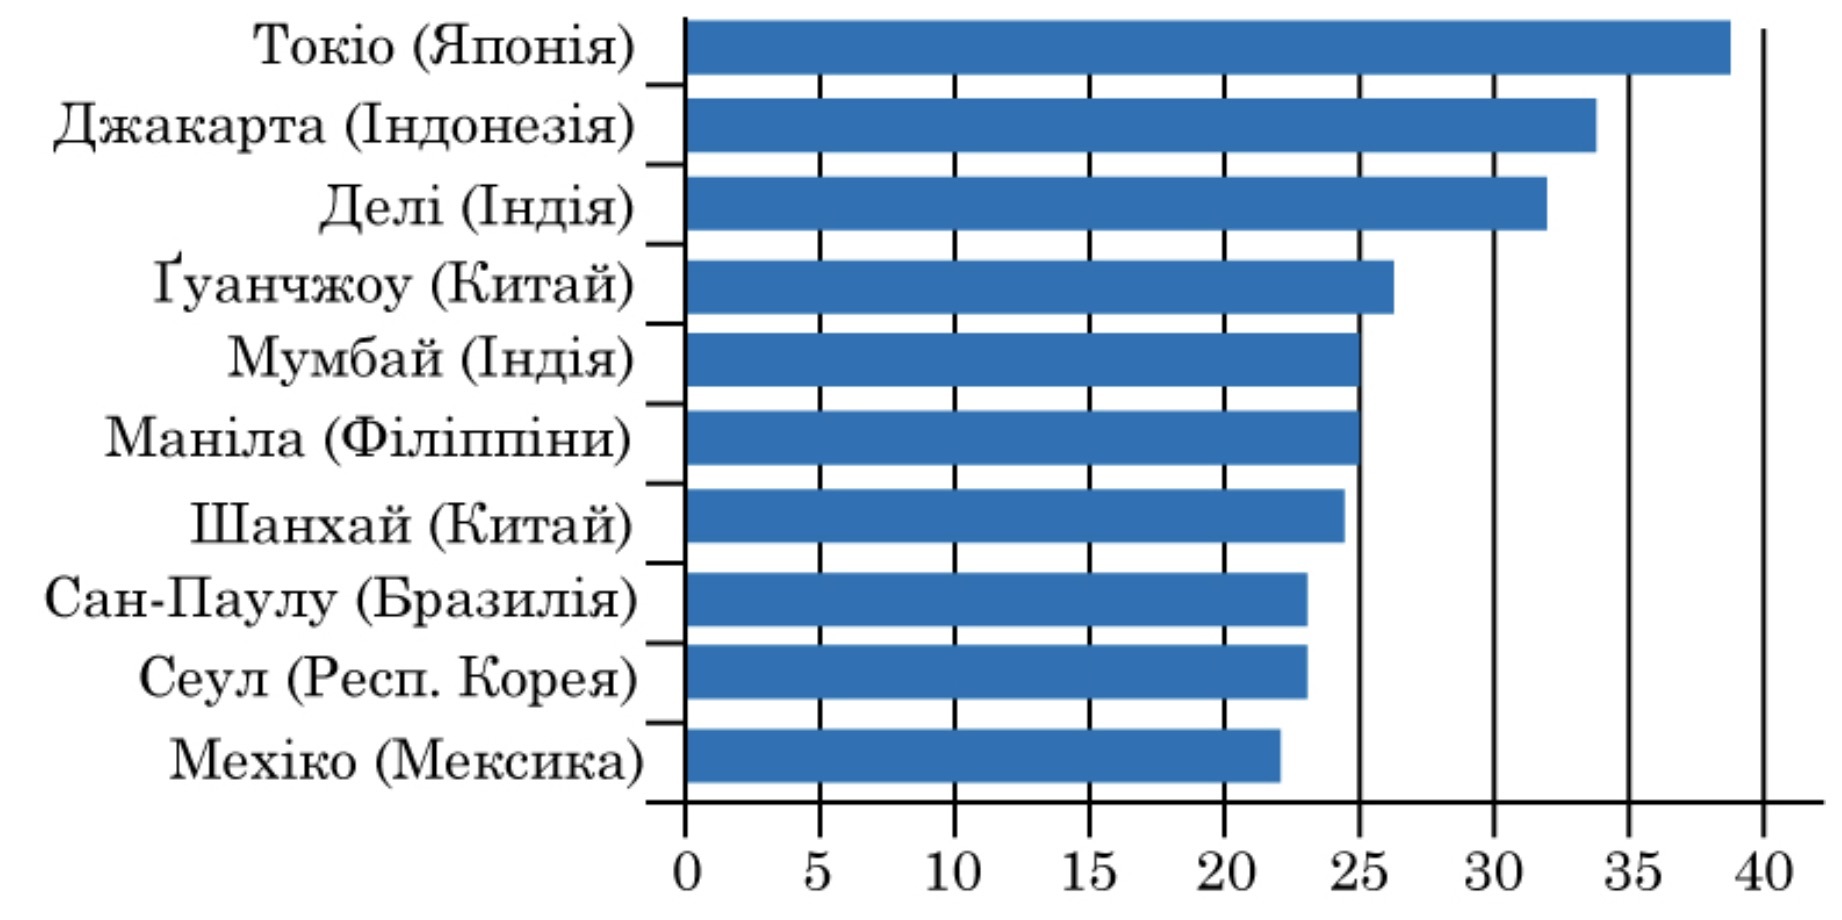 Токіо (Японія)
Джакарта (Індонезія)
Делі (Індія)
Ґуанчжоу (Китай)
Мумбай (Індія)
Маніла (Філіппіни)
Шанхай (Китай)
Сан-Паулу (Бразилія)
Сеул (Респ. Корея)
Мехіко (Мексика)
0 5 10 15 20 25 30 35 40